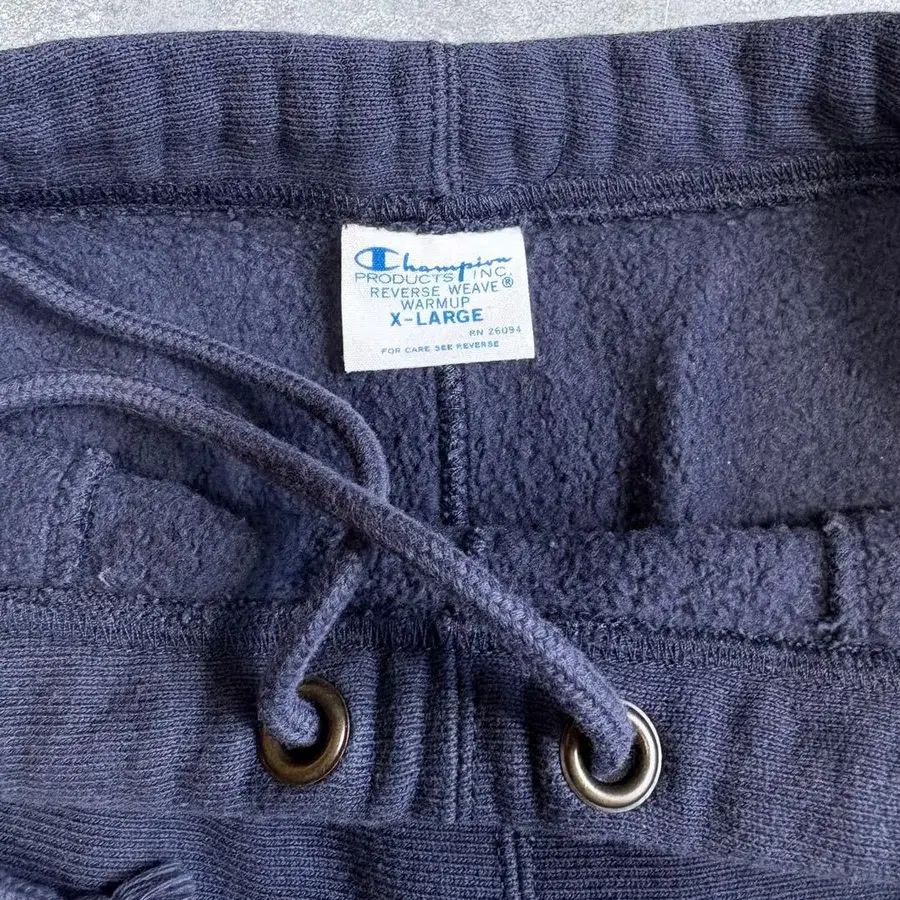 Champion
PRODUCTS INC.
REVERSE WEAVE®
WARMUP
X-LARGE
RN 26094
FOR CARE SEE REVERSE